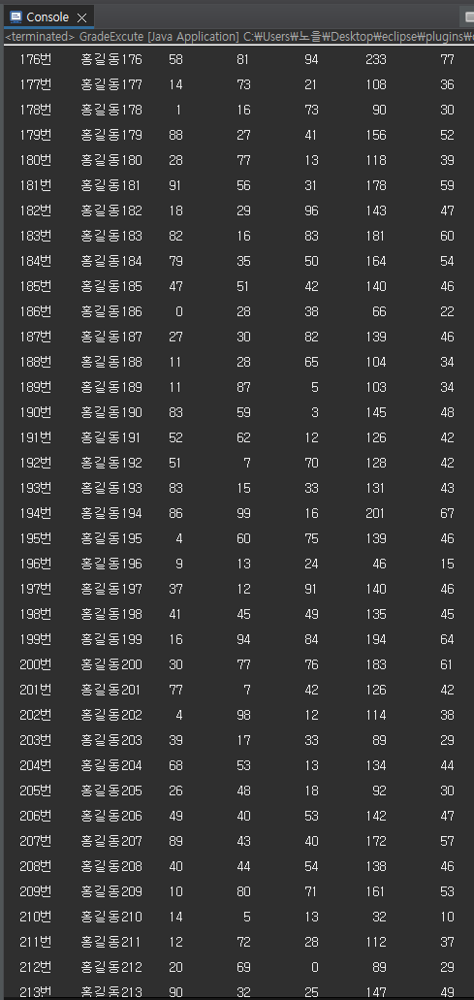 Console
<terminated> GradeExcute [Java Application] C:\Users\노을\Desktop\eclipse\plugins\
176번 홍길동176 58 81 94 233 77
177번 홍길동177 14 73 21 108 36
178번 홍길동178 1 16 73 90 30
179번 홍길동179 88 27 41 156 52
180번 홍길동180 28 77 13 118 39
181번 홍길동181 91 56 31 178 59
182번 홍길동182 18 29 96 143 47
183번 홍길동183 82 16 83 181 60
184번 홍길동184 79 35 50 164 54
185번 홍길동185 47 51 42 140 46
186번 홍길동186 0 28 38 66 22
187번 홍길동187 27 30 82 139 46
188번 홍길동188 11 28 65 104 34
189번 홍길동189 11 87 5 103 34
190번 홍길동190 83 59 3 145 48
191번 홍길동191 52 62 12 126 42
192번 홍길동192 51 7 70 128 42
193번 홍길동193 83 15 33 131 43
194번 홍길동194 86 99 16 201 67
195번 홍길동195 4 60 75 139 46
196번 홍길동196 9 13 24 46 15
197번 홍길동197 37 12 91 140 46
198번 홍길동198 41 45 49 135 45
199번 홍길동199 16 94 84 194 64
200번 홍길동200 30 77 76 183 61
201번 홍길동201 77 7 42 126 42
202번 홍길동202 4 98 12 114 38
203번 홍길동203 39 17 33 89 29
204번 홍길동204 68 53 13 134 44
205번 홍길동205 26 48 18 92 30
206번 홍길동206 49 40 53 142 47
207번 홍길동207 89 43 40 172 57
208번 홍길동208 40 44 54 138 46
209번 홍길동209 10 80 71 161 53
210번 홍길동210 14 5 13 32 10
211번 홍길동211 12 72 28 112 37
212번 홍길동212 20 69 0 89 29
213번 홍길동213 90 32 25 147 49